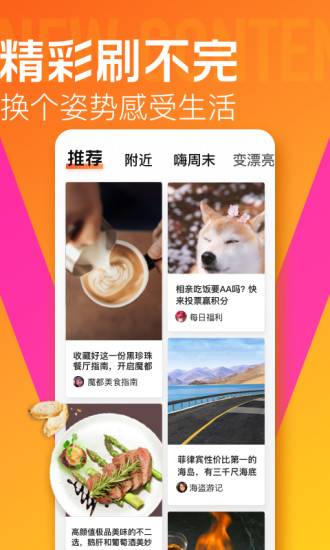 NEW CONTEN
精彩刷不完
换个姿势感受生活
推荐 附近 嗨周末 变漂亮
收藏好这一份黑珍珠
餐厅指南，开启魔都
魔都美食指南
相亲吃饭要AA吗？快
来投票赢积分
每日福利
菲律宾性价比第一的
海岛，有三千尺海底
海盗游记
高颜值极品美味的不二
选，鹅肝和葡萄酒美妙